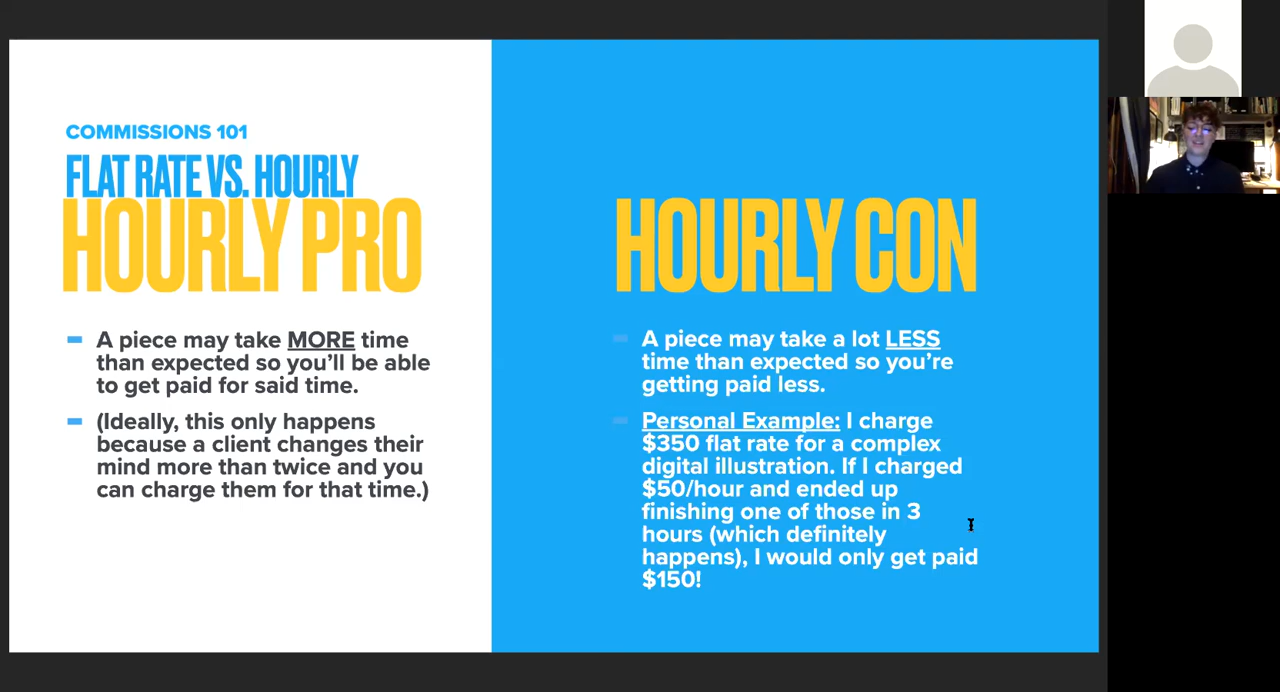 COMMISSIONS 101
FLAT RATE VS. HOURLY
HOURLY PRO
A piece may take MORE time
than expected so you’ll be able
to get paid for said time.
(Ideally, this only happens
because a client changes their
mind more than twice and you
can charge them for that time.)
HOURLY CON
A piece may take a lot LESS
time than expected so you’re
getting paid less.
Personal Example: I charge
$350 flat rate for a complex
digital illustration. If I charged
$50/hour and ended up
finishing one of those in 3
hours (which definitely
happens), I would only get paid
$150!